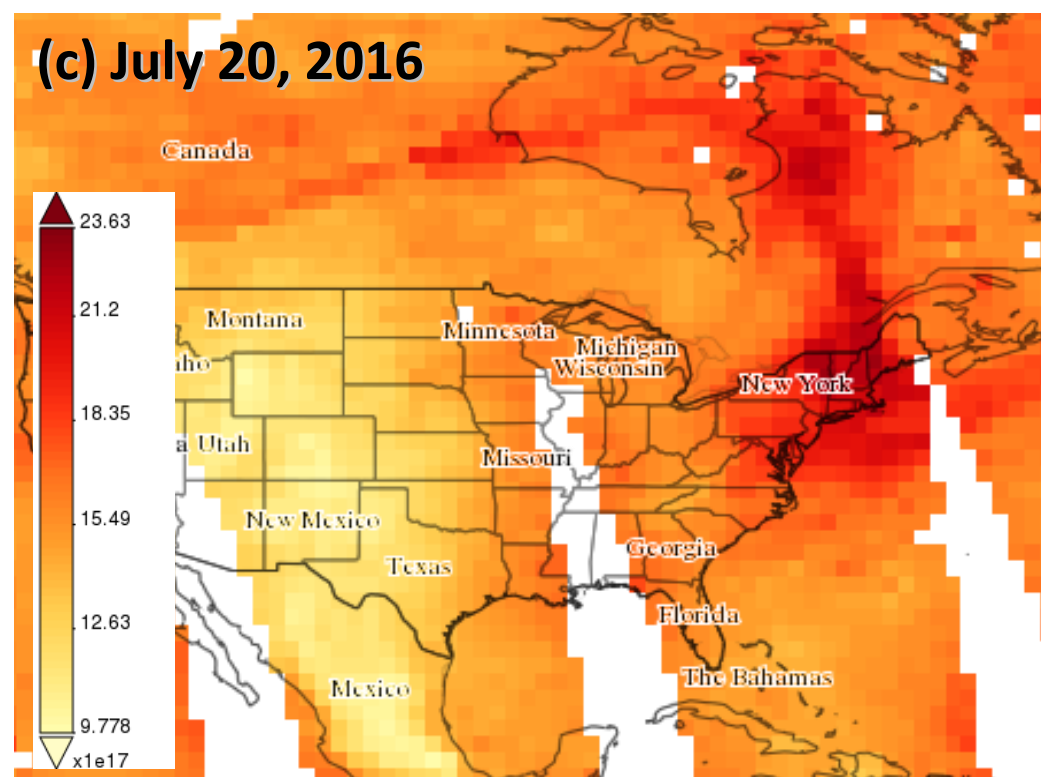 (c) July 20, 2016
Canada
23.63
21.2
18.35
15.49
12.63
9.778
x1e17
Montana
Minnesota
Michigan
Wisconsin
aho
New York
a Utah
Missouri
New Mexico
Georgia
Texas
Florida
The Bahamas
Mexico